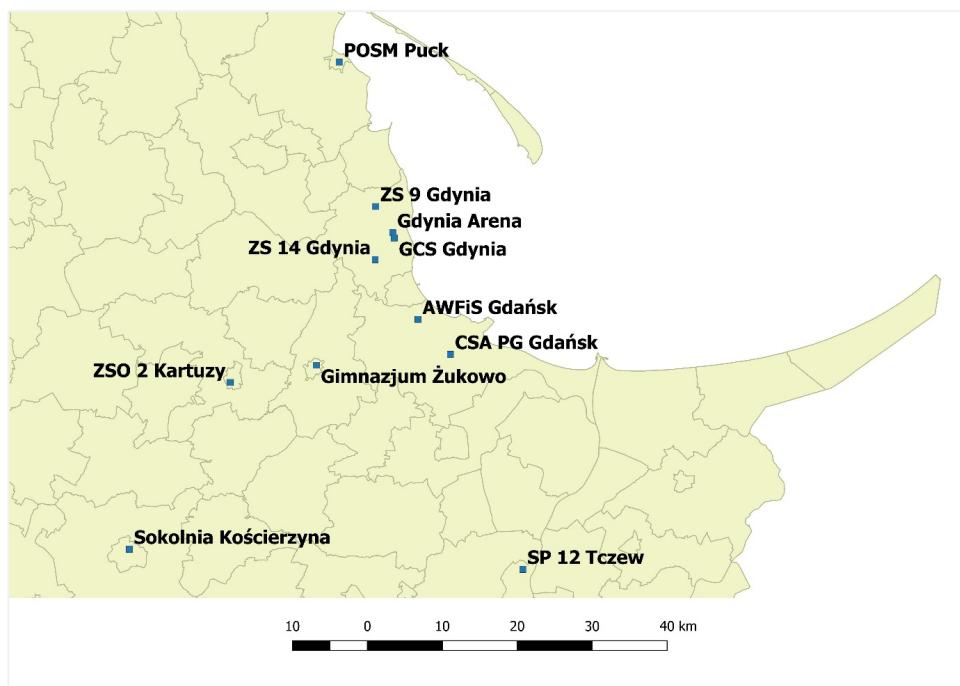 POSM Puck
ZS 9 Gdynia
Gdynia Arena
ZS 14 Gdynia
GCS Gdynia
AWFiS Gdańsk
CSA PG Gdańsk
ZSO 2 Kartuzy
Gimnazjum Żukowo
Sokolnia Kościerzyna
SP 12 Tczew
10 0 10 20 30 40 km